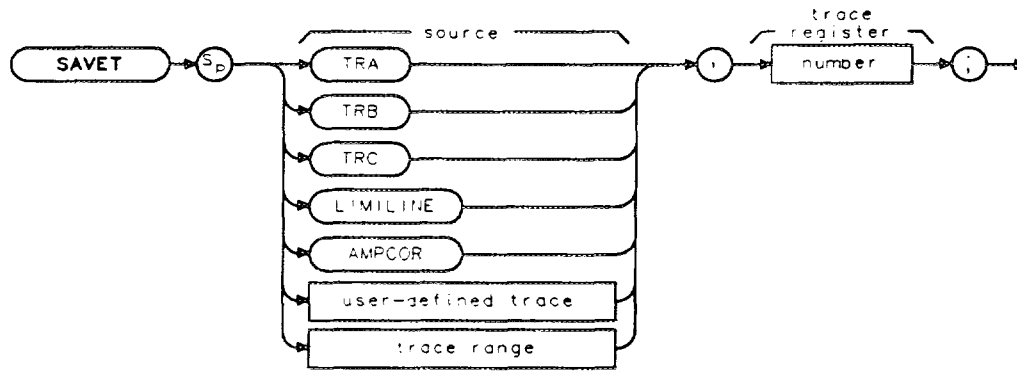 source
trace
register
SAVET
Sp
TRA
,
number
;
TRB
TRC
LIMILINE
AMPCOR
user-defined trace
trace range